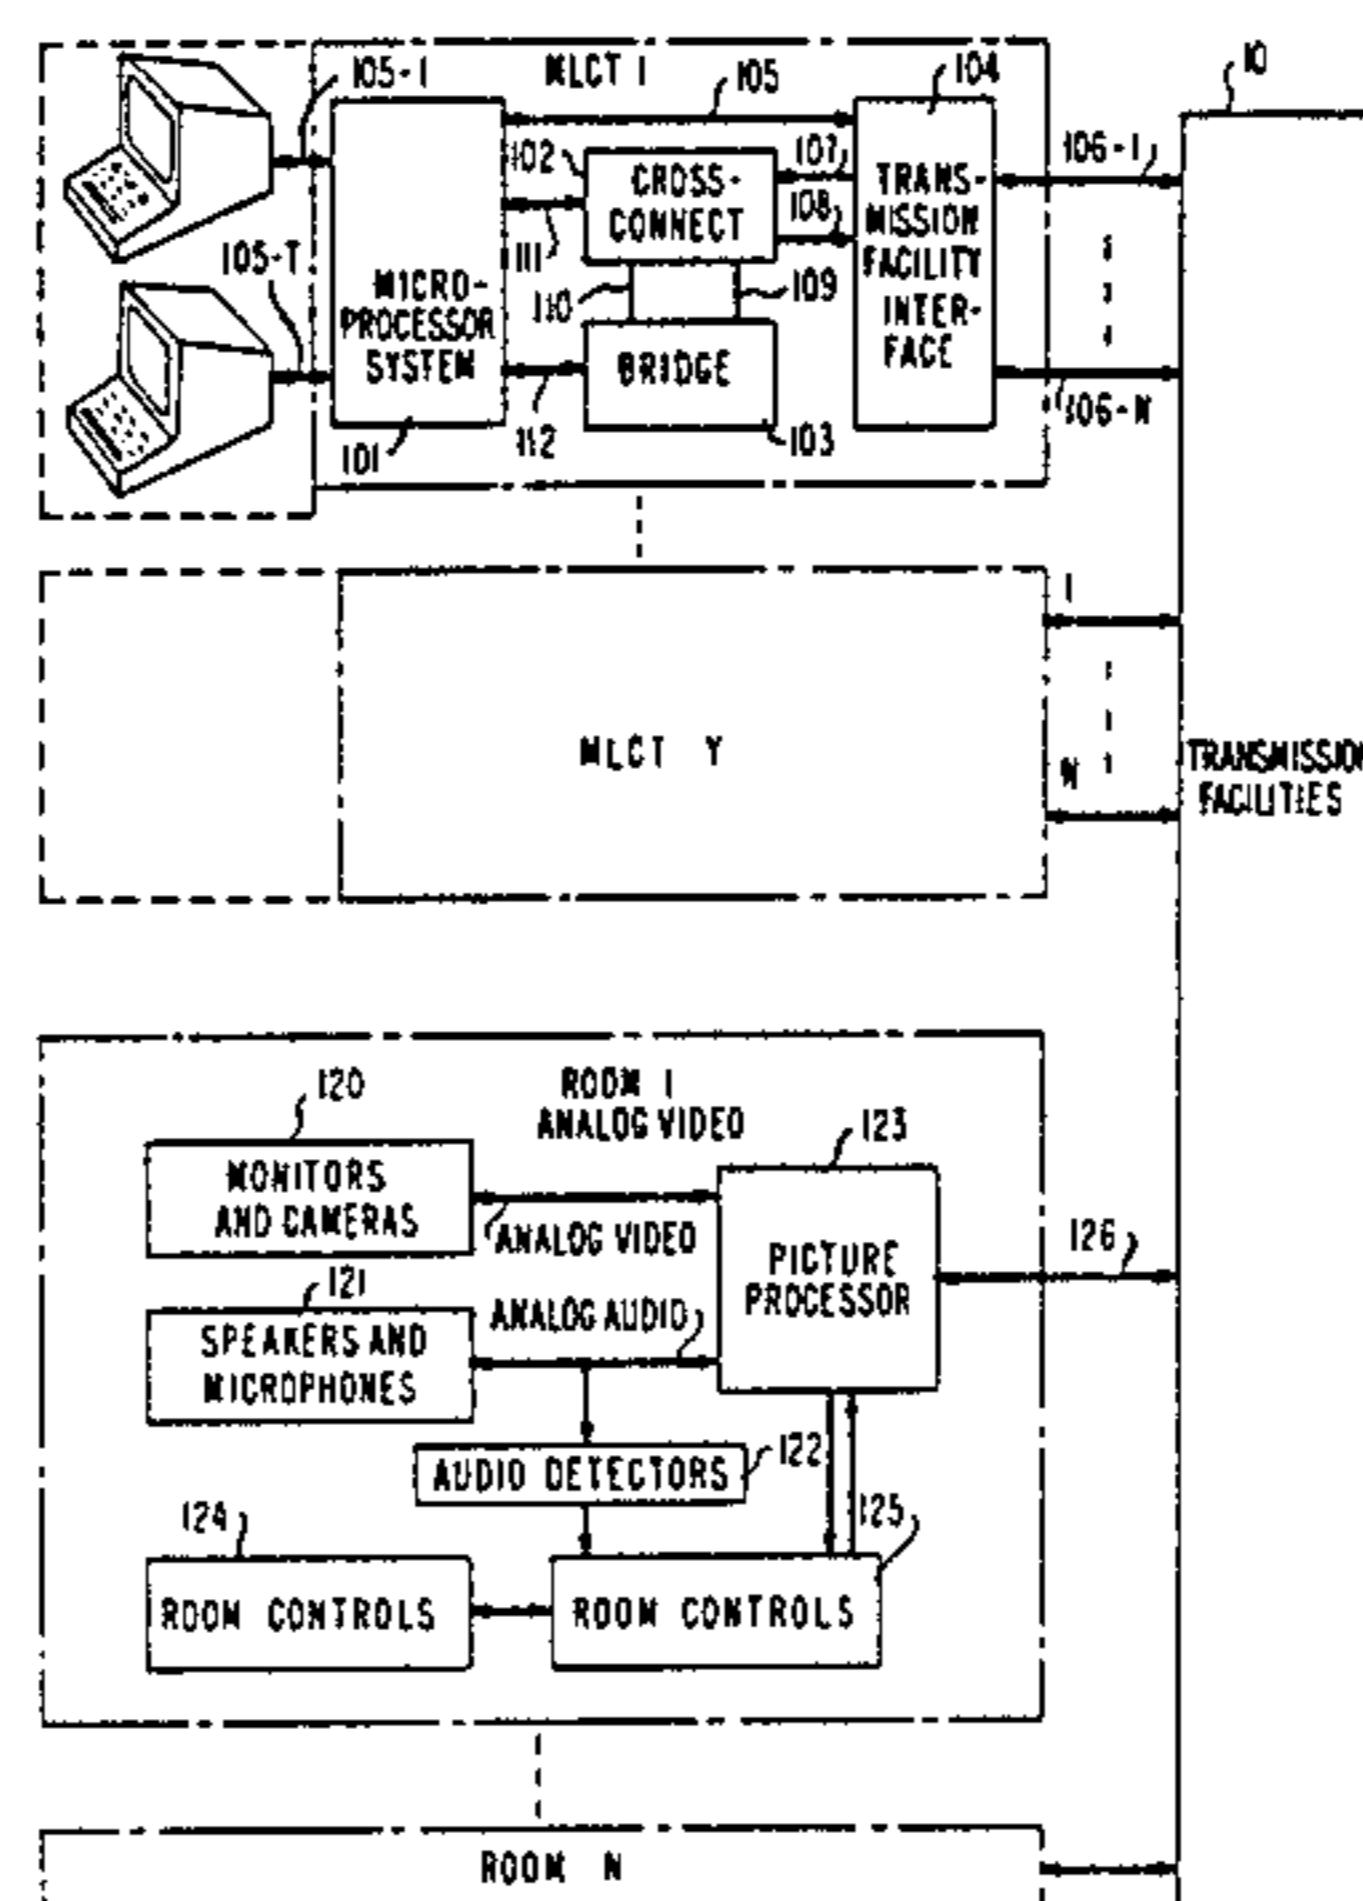 105-1
MLCT 1
105
104
10
102
107
106-1
CROSS-
CONNECT
TRANS-
MISSION
FACILITY
INTER-
FACE
108
111
105-T
MICRO-
PROCESSOR
SYSTEM
110
109
BRIDGE
106-N
101
112
103
1
MLCT Y
N
TRANSMISSION
FACILITIES
120
ROOM 1
ANALOG VIDEO
123
MONITORS
AND CAMERAS
ANALOG VIDEO
126
PICTURE
PROCESSOR
121
ANALOG AUDIO
SPEAKERS AND
MICROPHONES
122
AUDIO DETECTORS
124
125
ROOM CONTROLS
ROOM CONTROLS
ROOM N